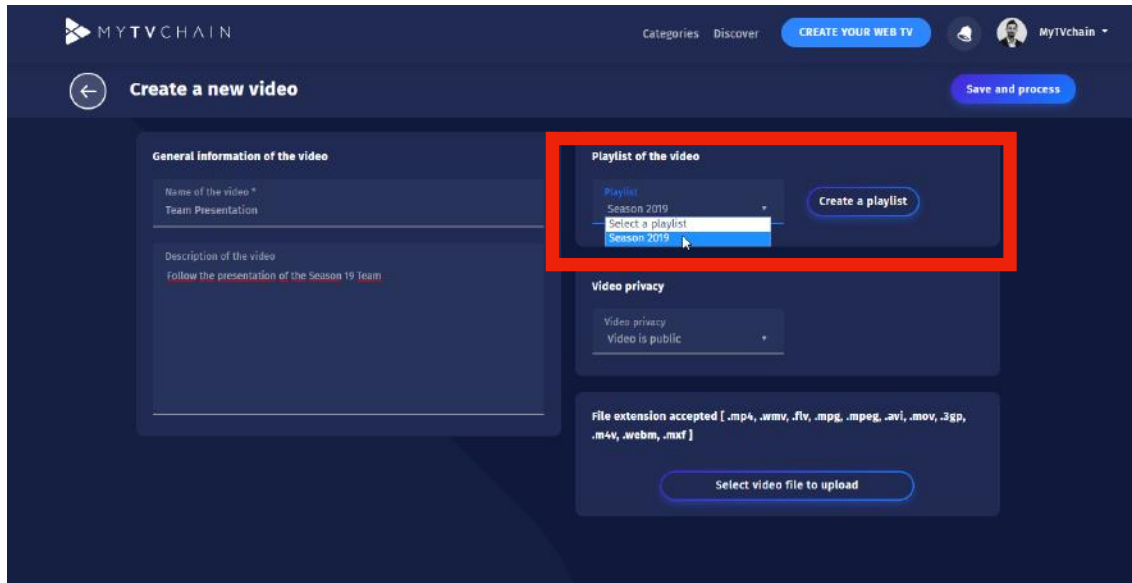 MYTVCHAIN
Categories Discover CREATE YOUR WEB TV MyTVchain
Create a new video
Save and process
General information of the video
Name of the video *
Team Presentation
Description of the video
Follow the presentation of the Season 19 Team
Playlist of the video
Playlist
Season 2019
Create a playlist
Select a playlist
Season 2019
Video privacy
Video privacy
Video is public
File extension accepted [ .mp4, .wmv, .flv, .mpg, .mpeg, .avi, .mov, .3gp,
.m4v, .webm, .mxf ]
Select video file to upload